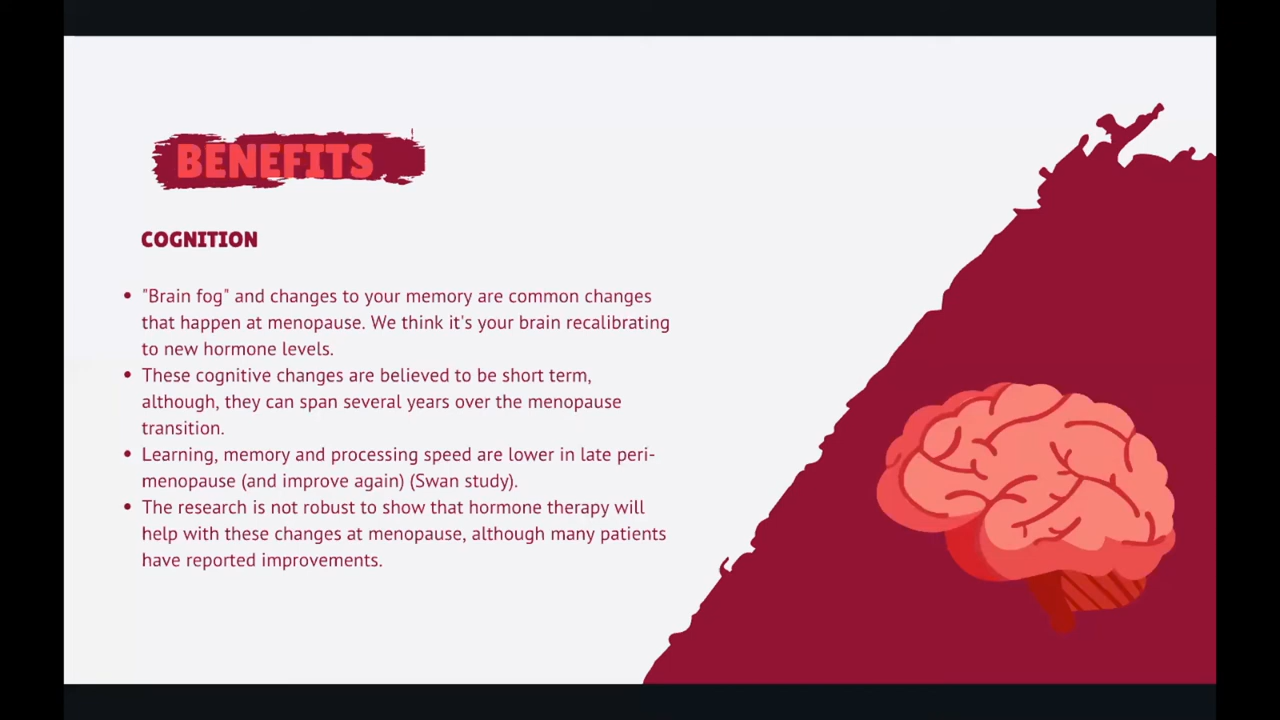 BENEFITS
COGNITION
• "Brain fog" and changes to your memory are common changes
that happen at menopause. We think it's your brain recalibrating
to new hormone levels.
• These cognitive changes are believed to be short term,
although, they can span several years over the menopause
transition.
• Learning, memory and processing speed are lower in late peri-
menopause (and improve again) (Swan study).
• The research is not robust to show that hormone therapy will
help with these changes at menopause, although many patients
have reported improvements.